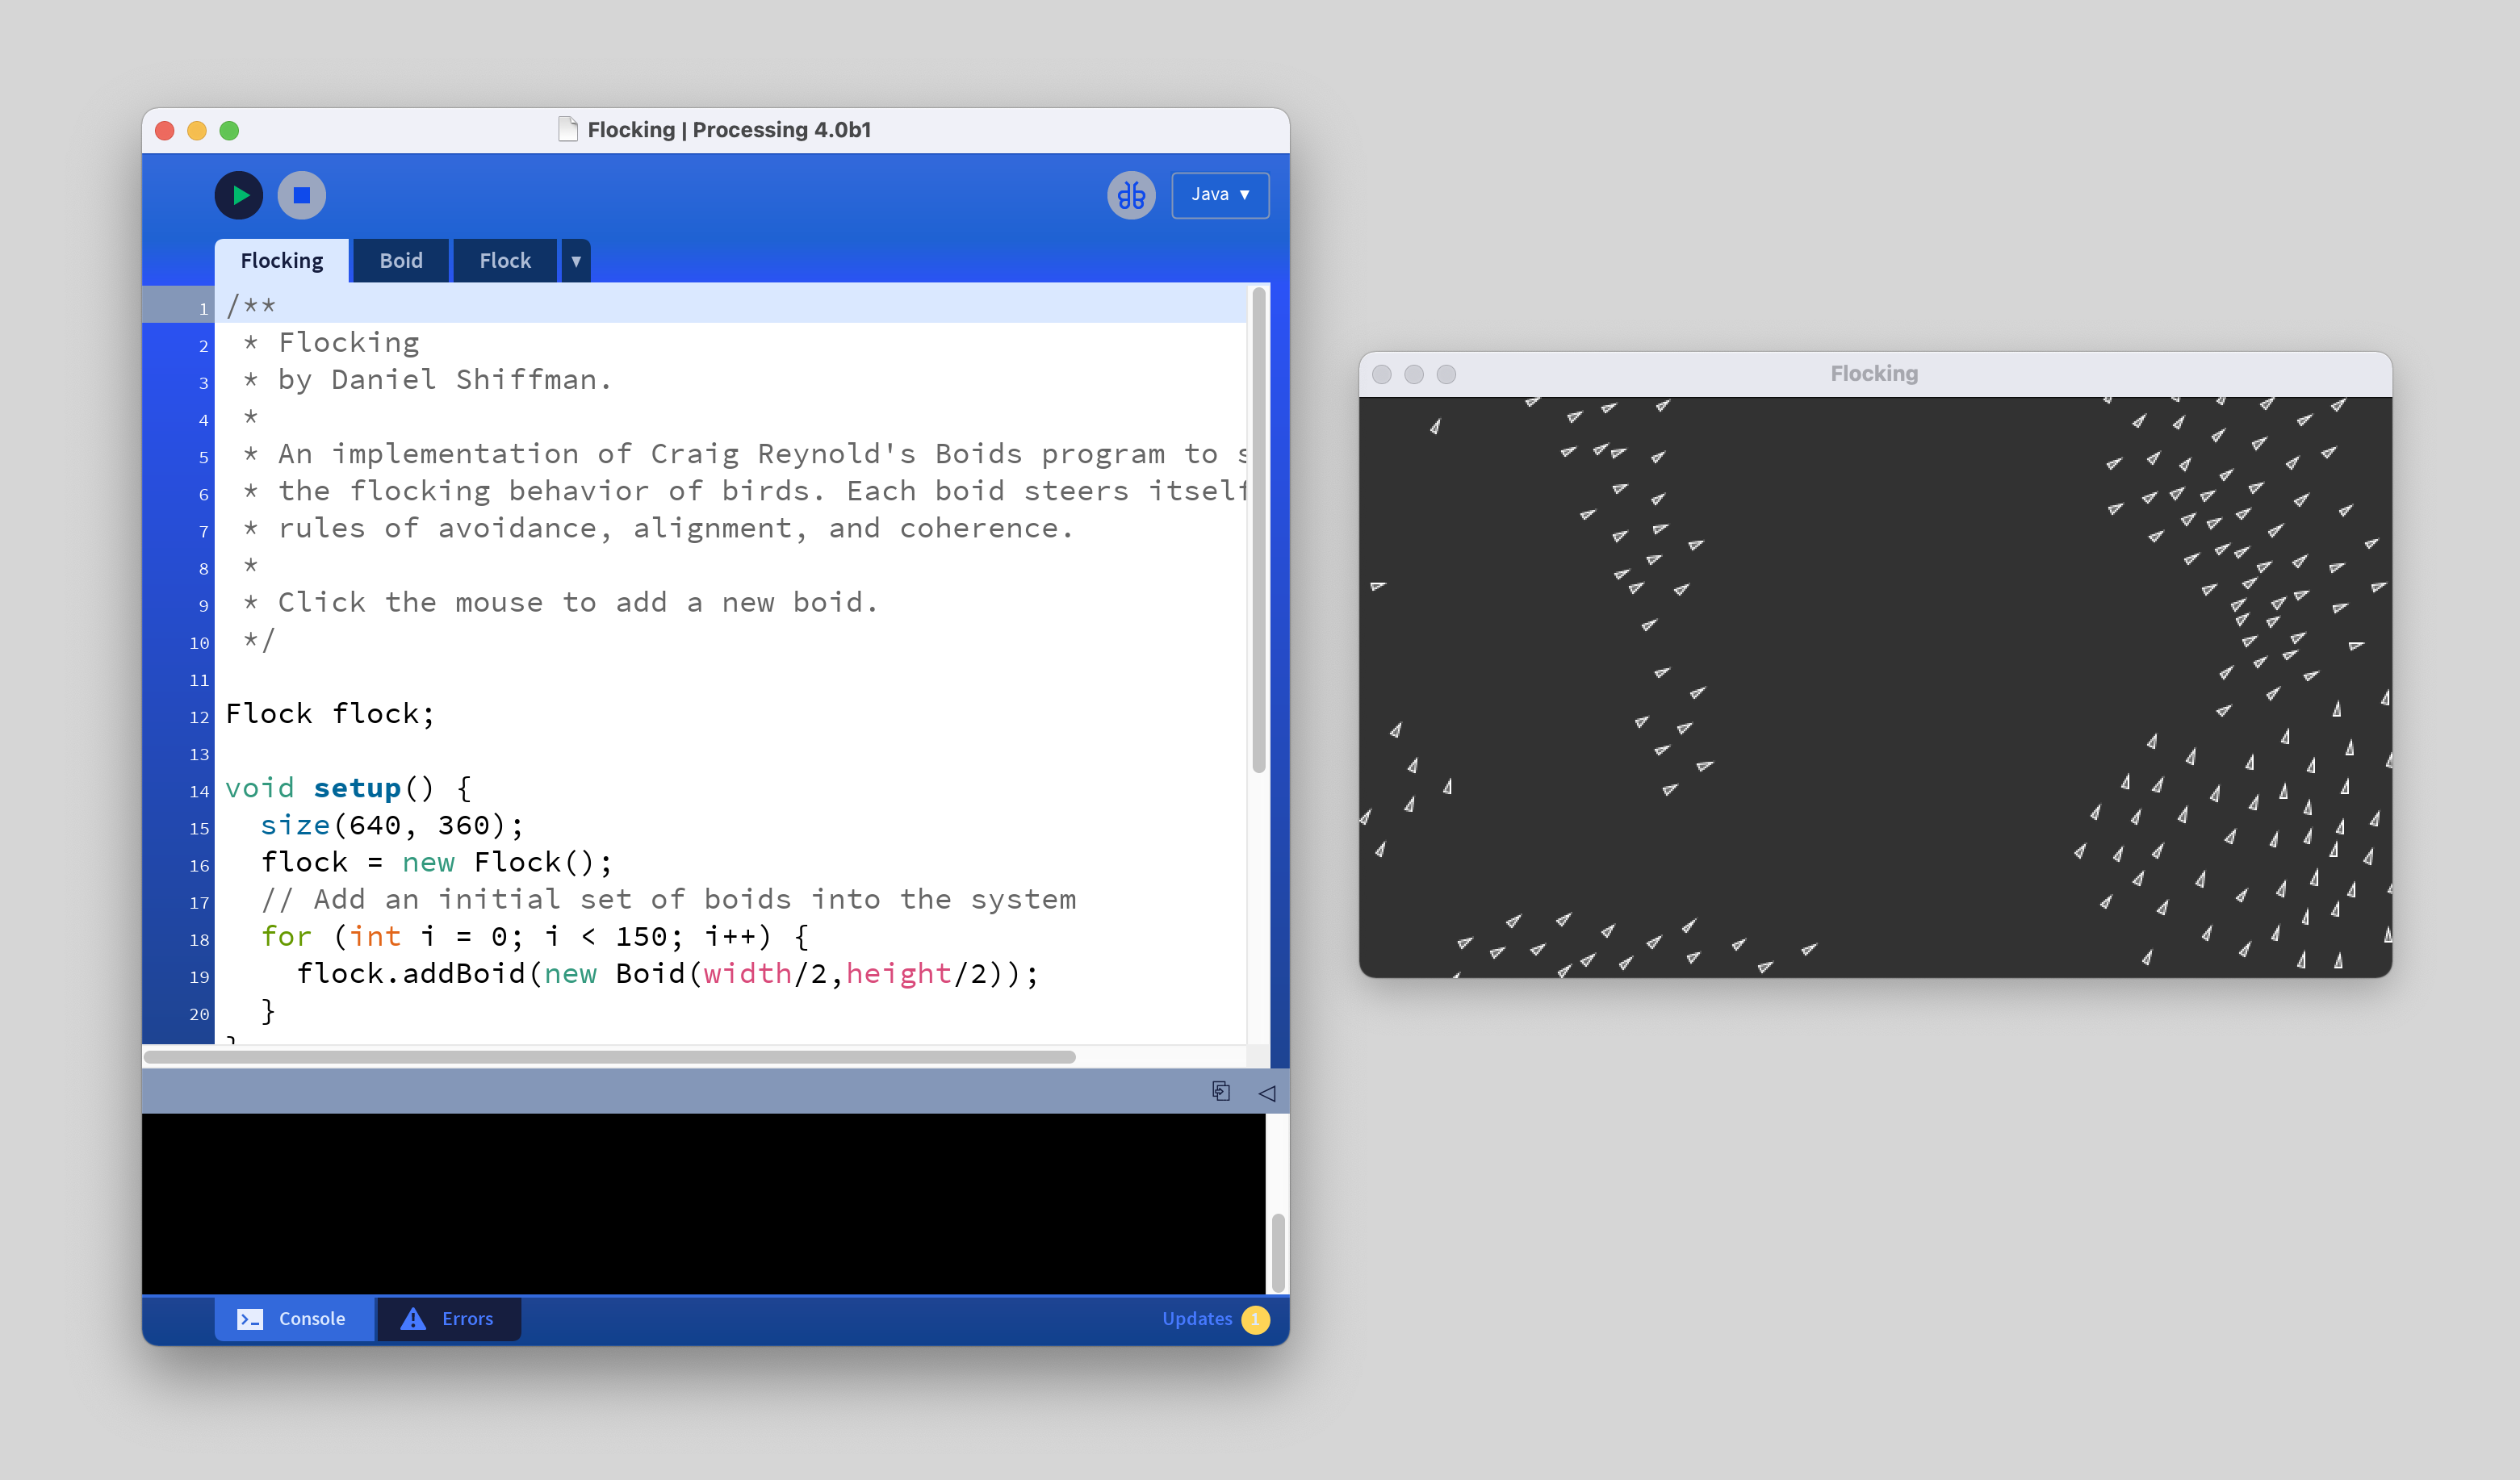 Flocking | Processing 4.0b1
Java ▾
Flocking Boid Flock ▾
1 /**
2  * Flocking
3  * by Daniel Shiffman.
4  *
5  * An implementation of Craig Reynold's Boids program to s
6  * the flocking behavior of birds. Each boid steers itself
7  * rules of avoidance, alignment, and coherence.
8  *
9  * Click the mouse to add a new boid.
10  */
11
12 Flock flock;
13
14 void setup() {
15   size(640, 360);
16   flock = new Flock();
17   // Add an initial set of boids into the system
18   for (int i = 0; i < 150; i++) {
19     flock.addBoid(new Boid(width/2,height/2));
20   }
}
Console Errors Updates 1
Flocking